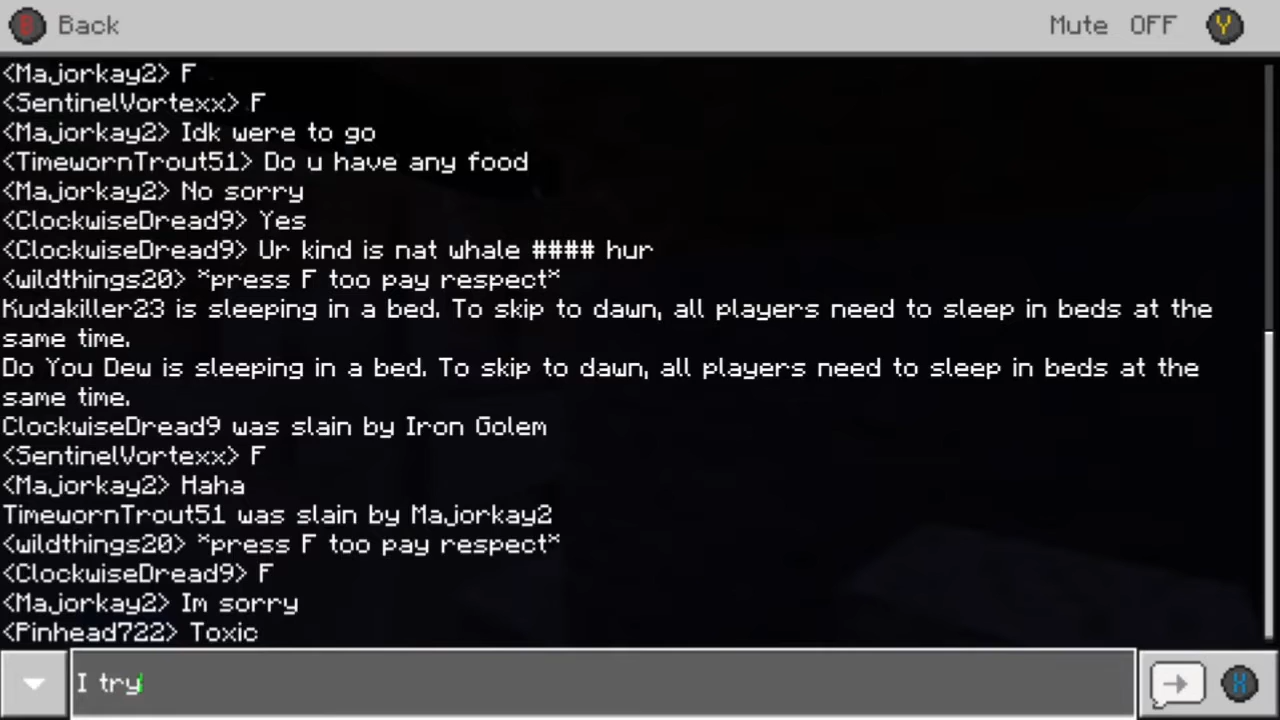 B Back Mute OFF Y
<Majorkay2> F
<SentinelVortexx> F
<Majorkay2> Idk were to go
<TimewornTrout51> Do u have any food
<Majorkay2> No sorry
<ClockwiseDread9> Yes
<ClockwiseDread9> Ur kind is nat whale #### hur
<wildthings20> *press F too pay respect*
Kudakiller23 is sleeping in a bed. To skip to dawn, all players need to sleep in beds at the
same time.
Do You Dew is sleeping in a bed. To skip to dawn, all players need to sleep in beds at the
same time.
ClockwiseDread9 was slain by Iron Golem
<SentinelVortexx> F
<Majorkay2> Haha
TimewornTrout51 was slain by Majorkay2
<wildthings20> *press F too pay respect*
<ClockwiseDread9> F
<Majorkay2> Im sorry
<Pinhead722> Toxic
I try X